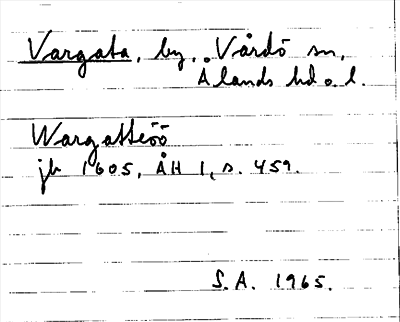 Vargata, by, Vårdö sn,
Ålands hd o. l.
Wargatteöö
jb 1605, ÅH 1, s. 459.
S.A. 1965.